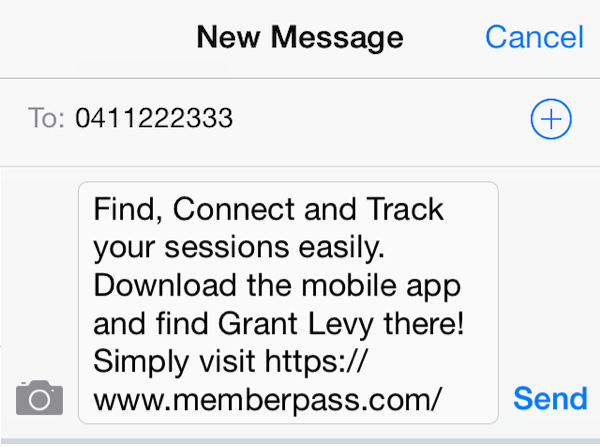 New Message Cancel
To: 0411222333
Find, Connect and Track
your sessions easily.
Download the mobile app
and find Grant Levy there!
Simply visit https://
www.memberpass.com/
Send